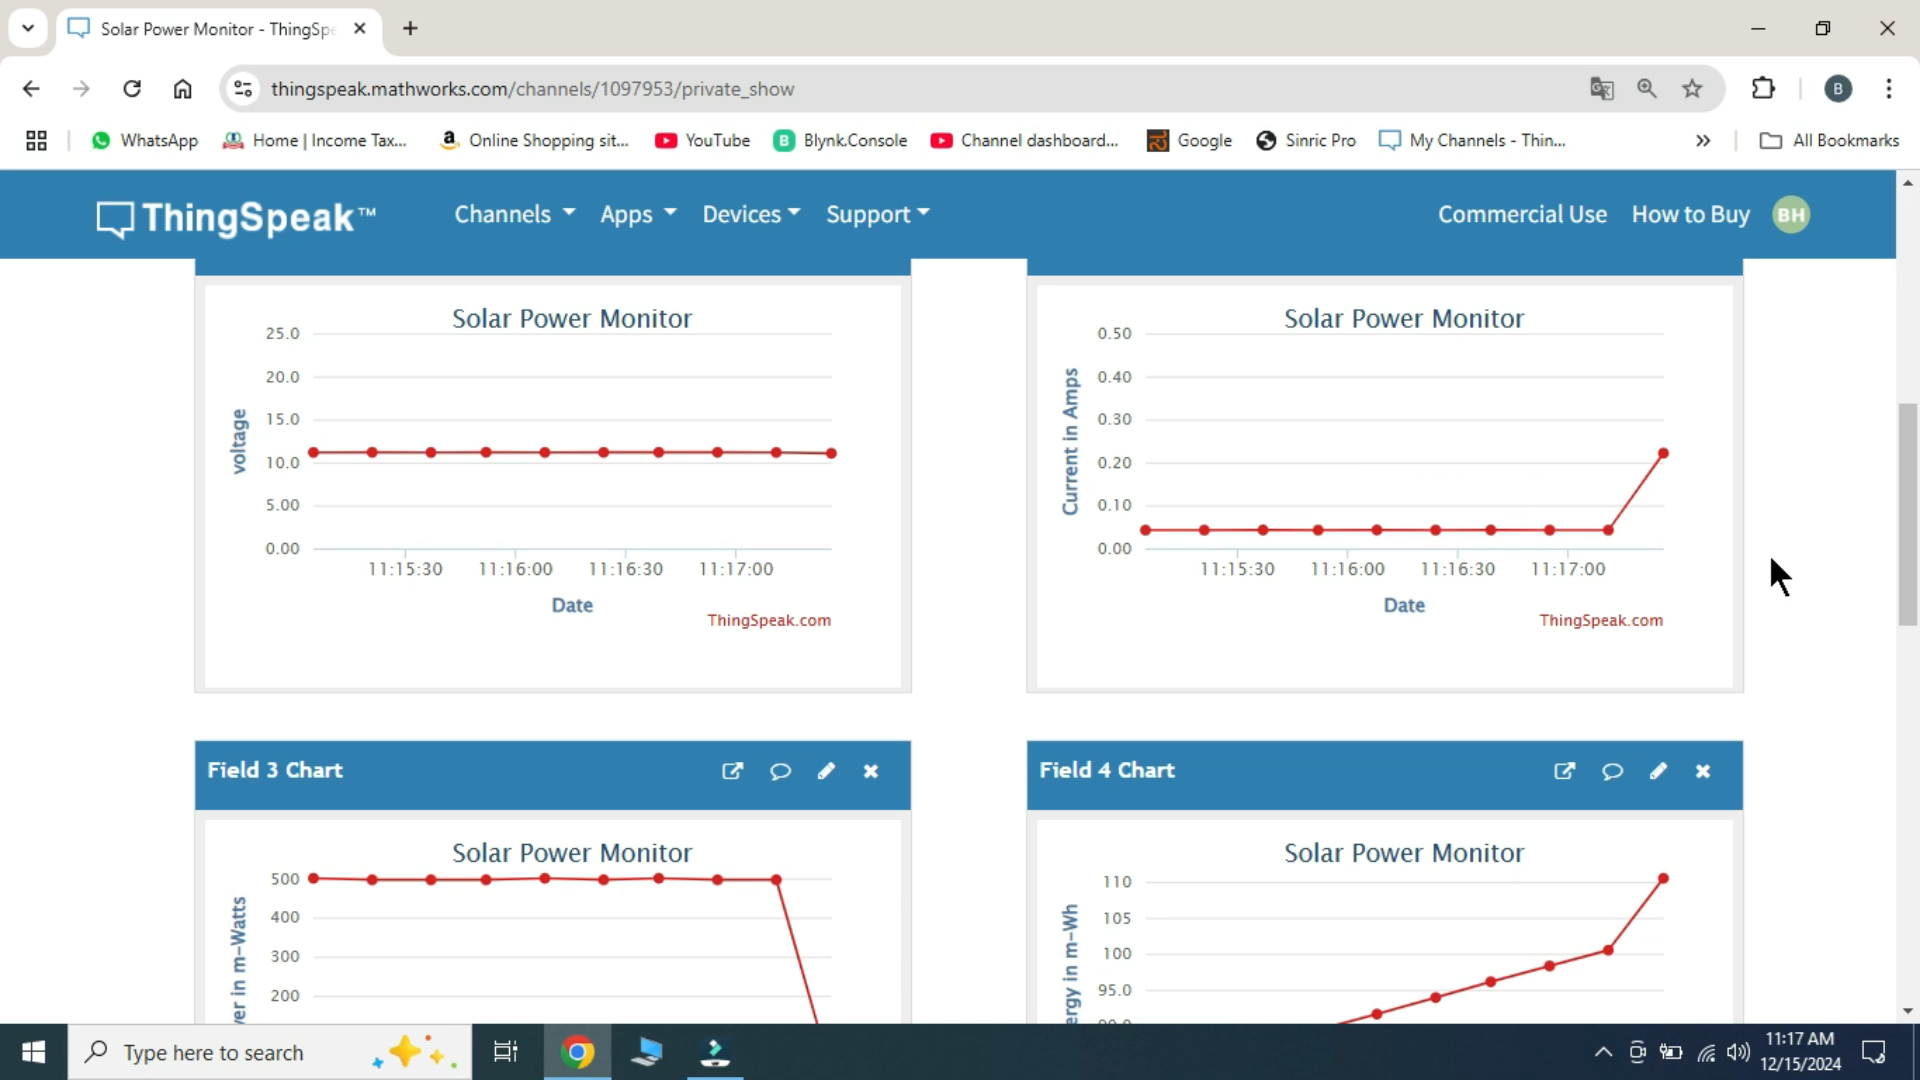 Solar Power Monitor - ThingSpe
thingspeak.mathworks.com/channels/1097953/private_show
B
WhatsApp
Home | Income Tax...
Online Shopping sit...
YouTube
Blynk.Console
Channel dashboard...
Google
Sinric Pro
My Channels - Thin...
All Bookmarks
ThingSpeak™
Channels
Apps
Devices
Support
Commercial Use
How to Buy
BH
Solar Power Monitor
voltage
25.0
20.0
15.0
10.0
5.00
0.00
11:15:30 11:16:00 11:16:30 11:17:00
Date
ThingSpeak.com
Solar Power Monitor
Current in Amps
0.50
0.40
0.30
0.20
0.10
0.00
11:15:30 11:16:00 11:16:30 11:17:00
Date
ThingSpeak.com
Field 3 Chart
Solar Power Monitor
ver in m-Watts
500
400
300
200
Field 4 Chart
Solar Power Monitor
ergy in m-Wh
110
105
100
95.0
Type here to search
11:17 AM
12/15/2024